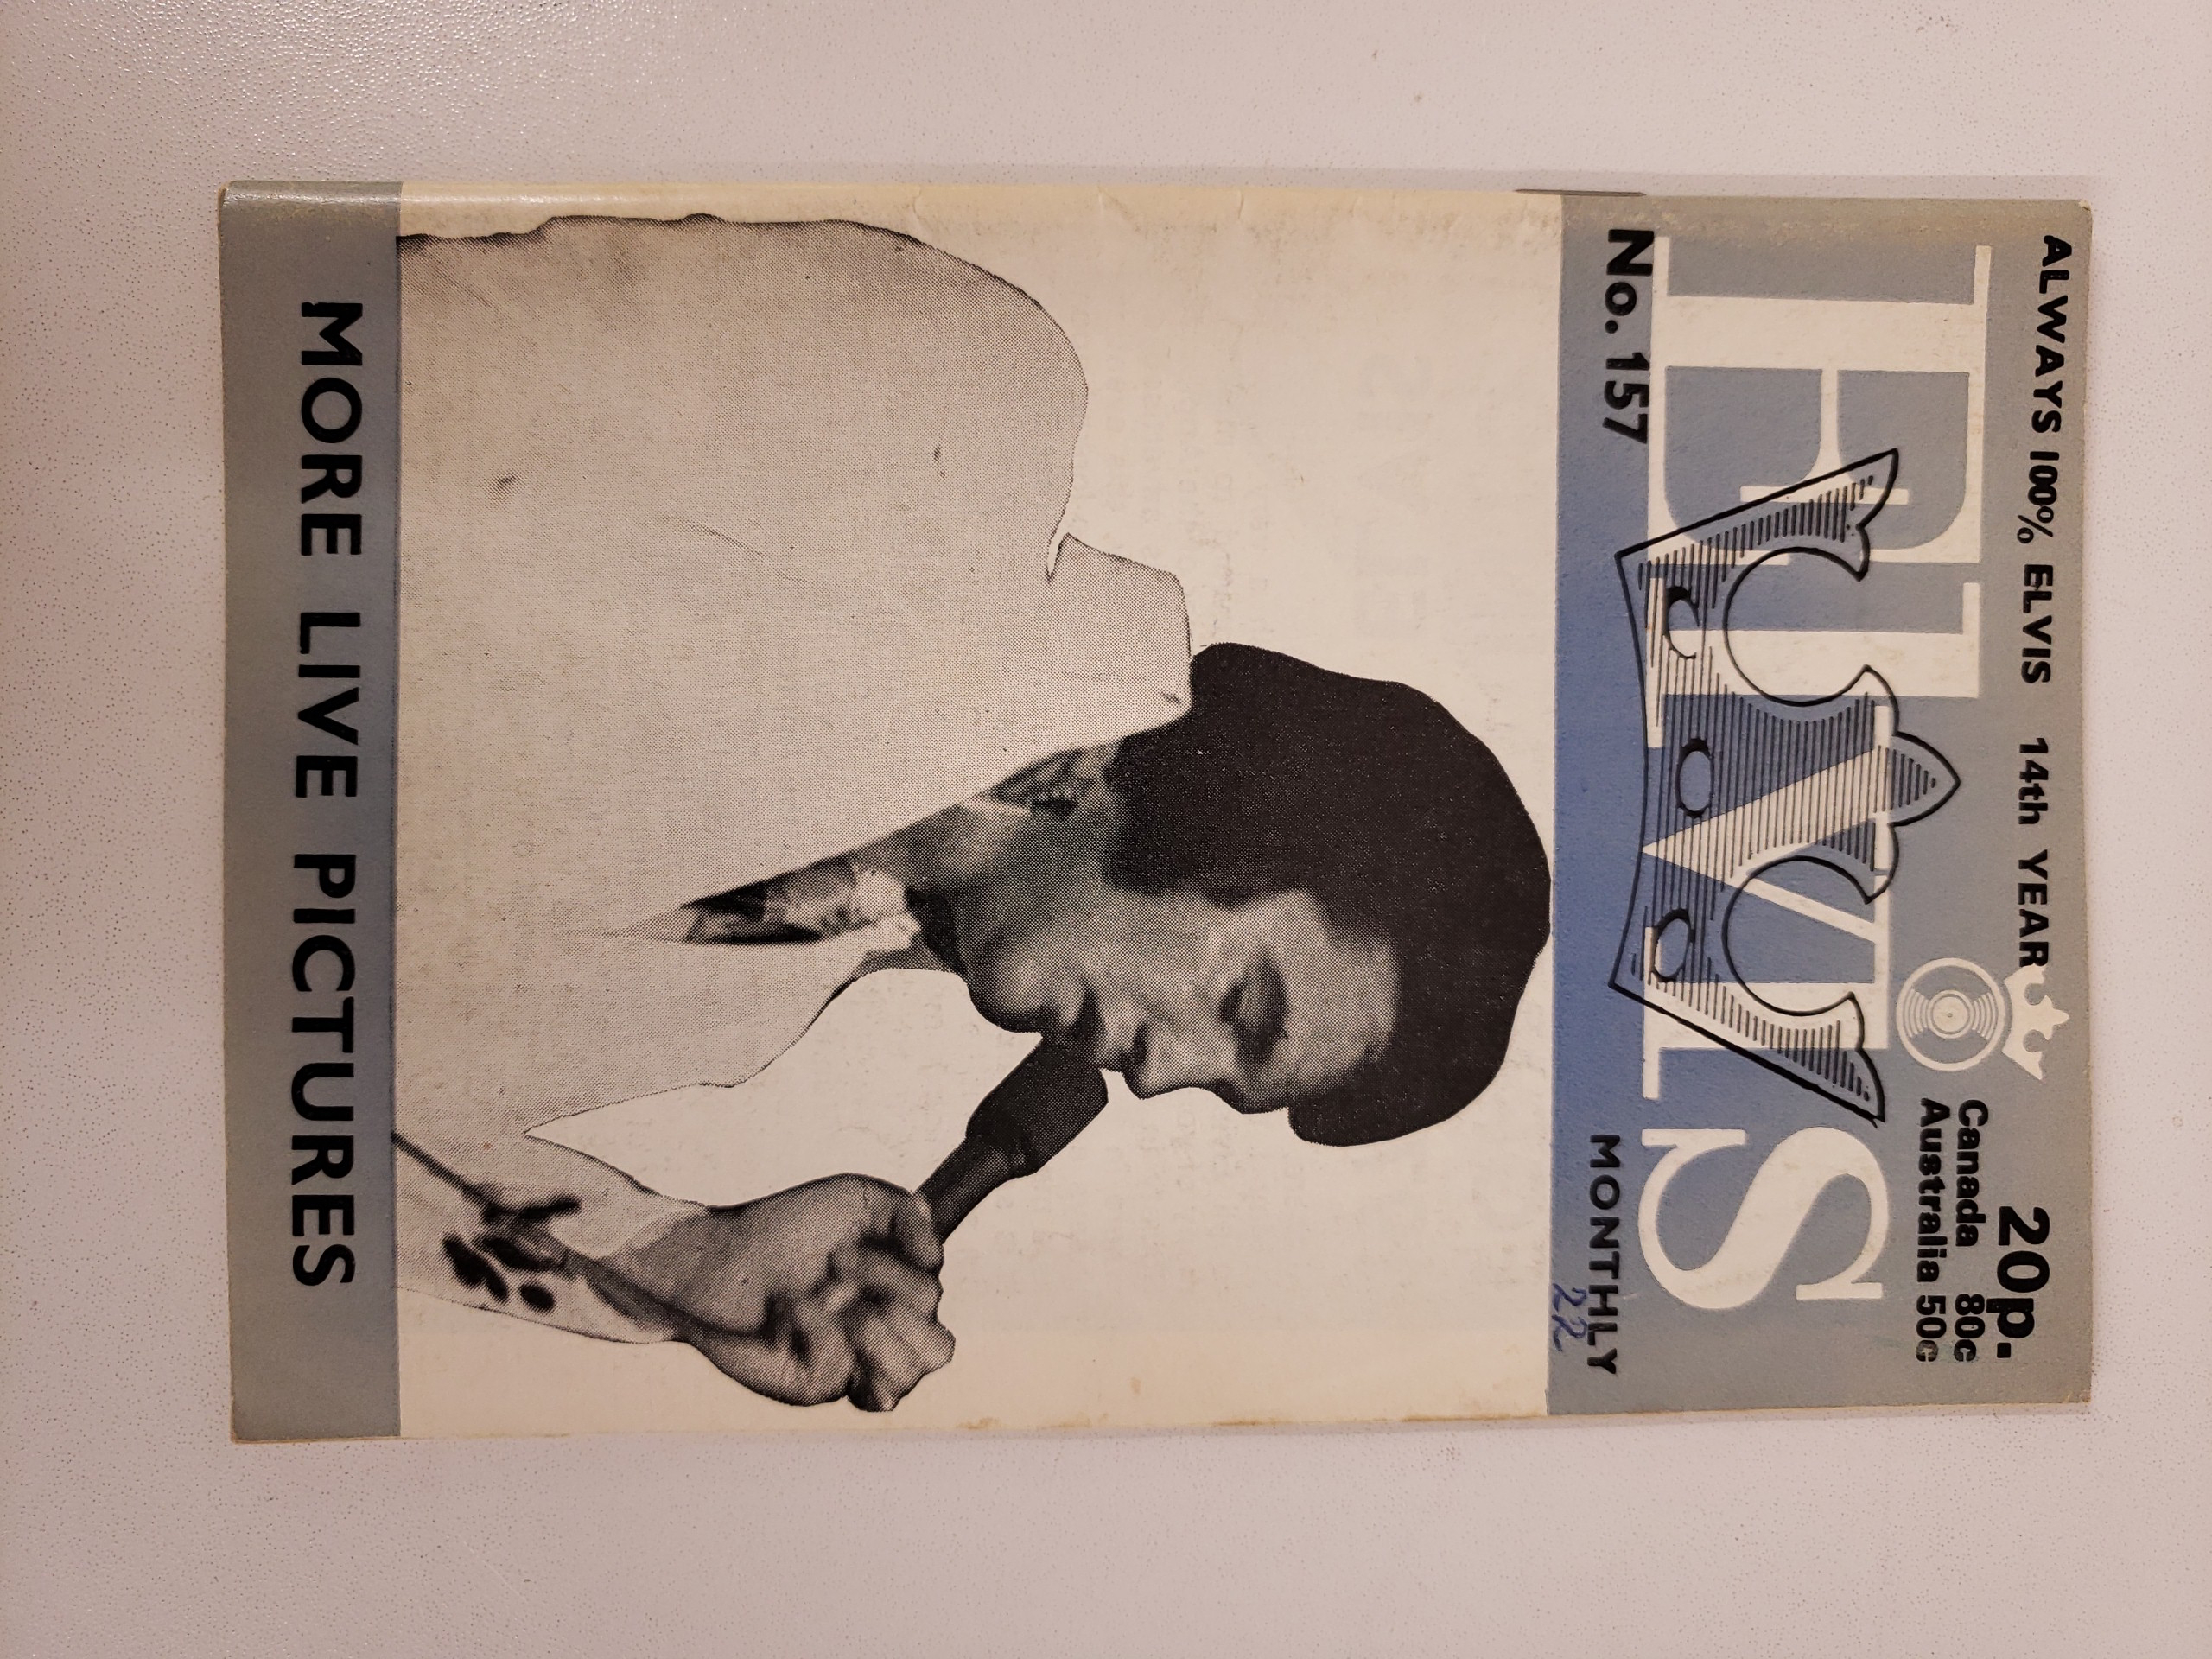 ALWAYS 100% ELVIS 14th YEAR
20p.
Canada 80c
Australia 50c
ELVIS
No. 157
MONTHLY
22
MORE LIVE PICTURES